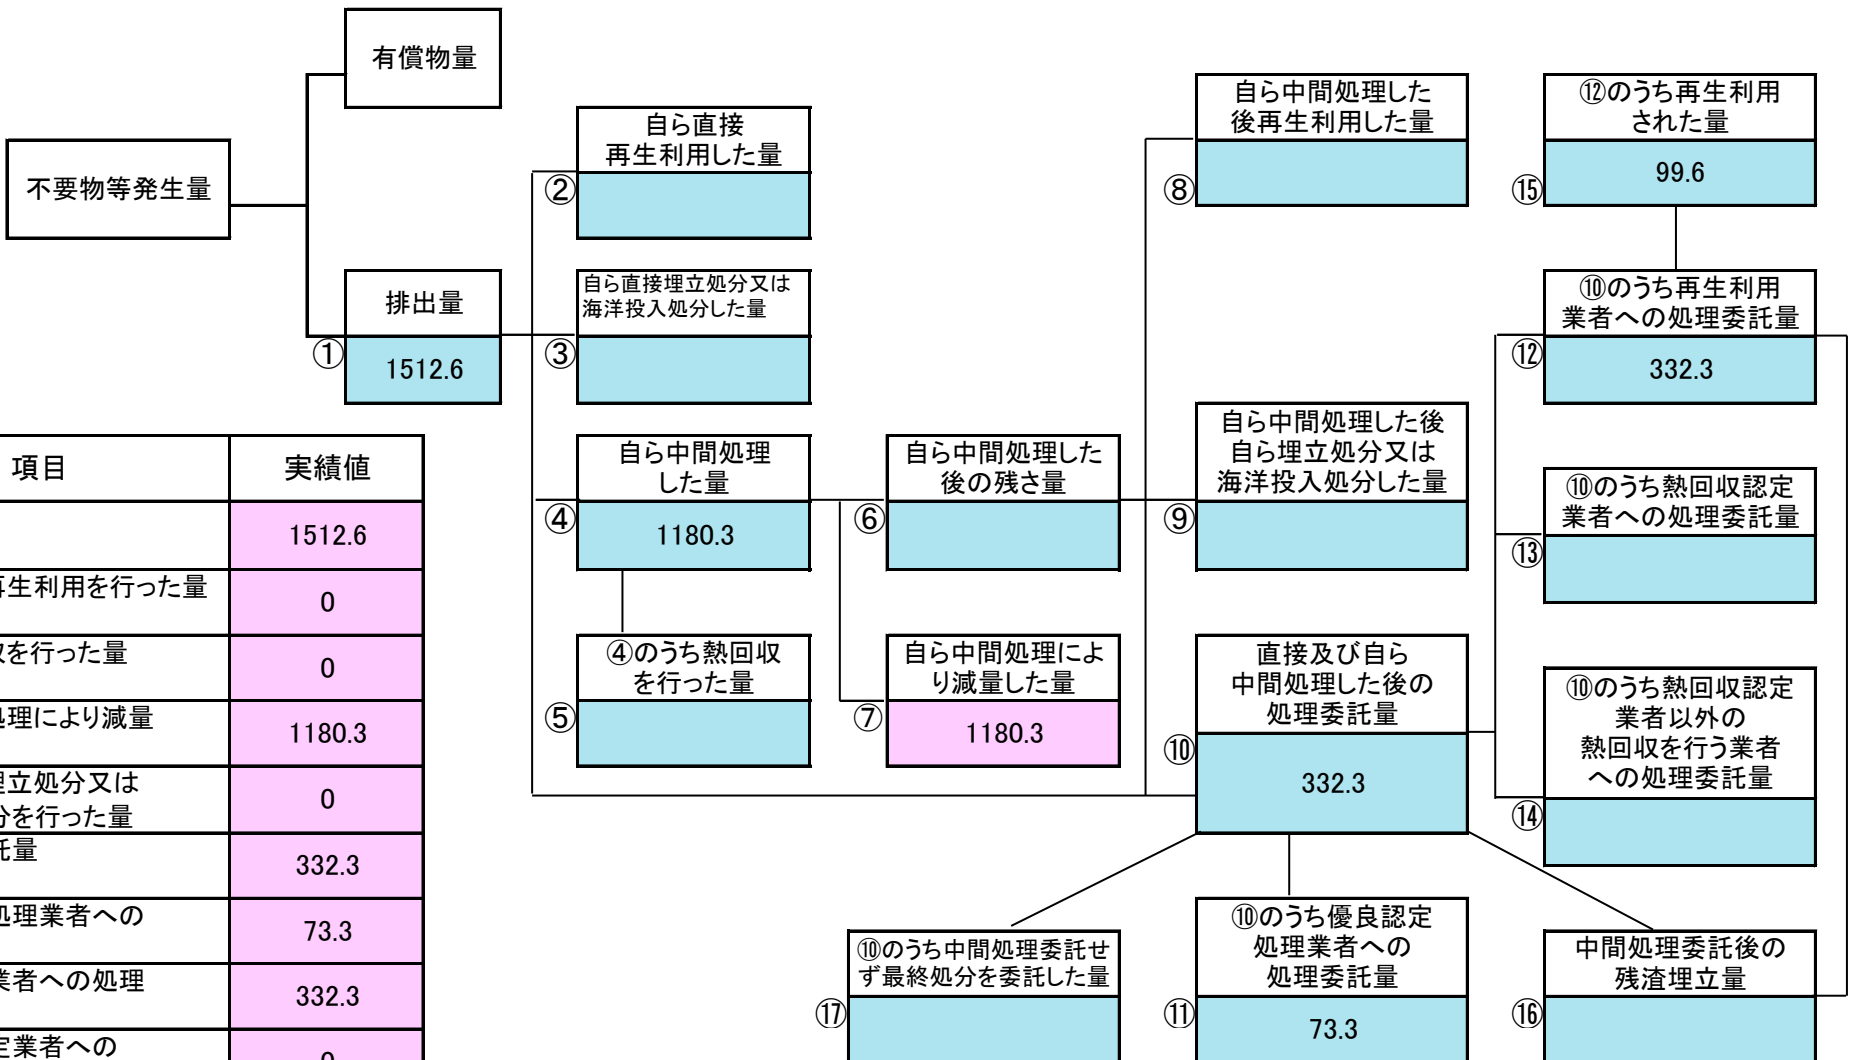 有償物量
不要物等発生量
排出量
①
1512.6
自ら直接
再生利用した量
②
自ら直接埋立処分又は
海洋投入処分した量
③
自ら中間処理
した量
④
1180.3
④のうち熱回収
を行った量
⑤
自ら中間処理した
後の残さ量
⑥
自ら中間処理によ
り減量した量
⑦
1180.3
自ら中間処理した
後再生利用した量
⑧
自ら中間処理した後
自ら埋立処分又は
海洋投入処分した量
⑨
直接及び自ら
中間処理した後の
処理委託量
⑩
332.3
⑫のうち再生利用
された量
⑮
99.6
⑩のうち再生利用
業者への処理委託量
⑫
332.3
⑩のうち熱回収認定
業者への処理委託量
⑬
⑩のうち熱回収認定
業者以外の
熱回収を行う業者
への処理委託量
⑭
⑩のうち中間処理委託せ
ず最終処分を委託した量
⑰
⑩のうち優良認定
処理業者への
処理委託量
⑪
73.3
中間処理委託後の
残渣埋立量
⑯
項目
実績値
1512.6
再生利用を行った量
0
を行った量
0
処理により減量
1180.3
埋立処分又は
分を行った量
0
託量
332.3
処理業者への
73.3
業者への処理
332.3
定業者への
0